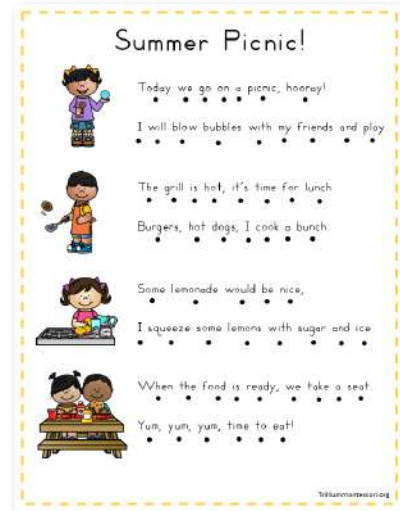 Summer Picnic!
Today we go on a picnic, hooray!
I will blow bubbles with my friends and play
The grill is hot, it's time for lunch
Burgers, hot dogs, I cook a bunch
Some lemonade would be nice,
I squeeze some lemons with sugar and ice
When the food is ready, we take a seat.
Yum, yum, yum, time to eat!
Trilliummontessori.org